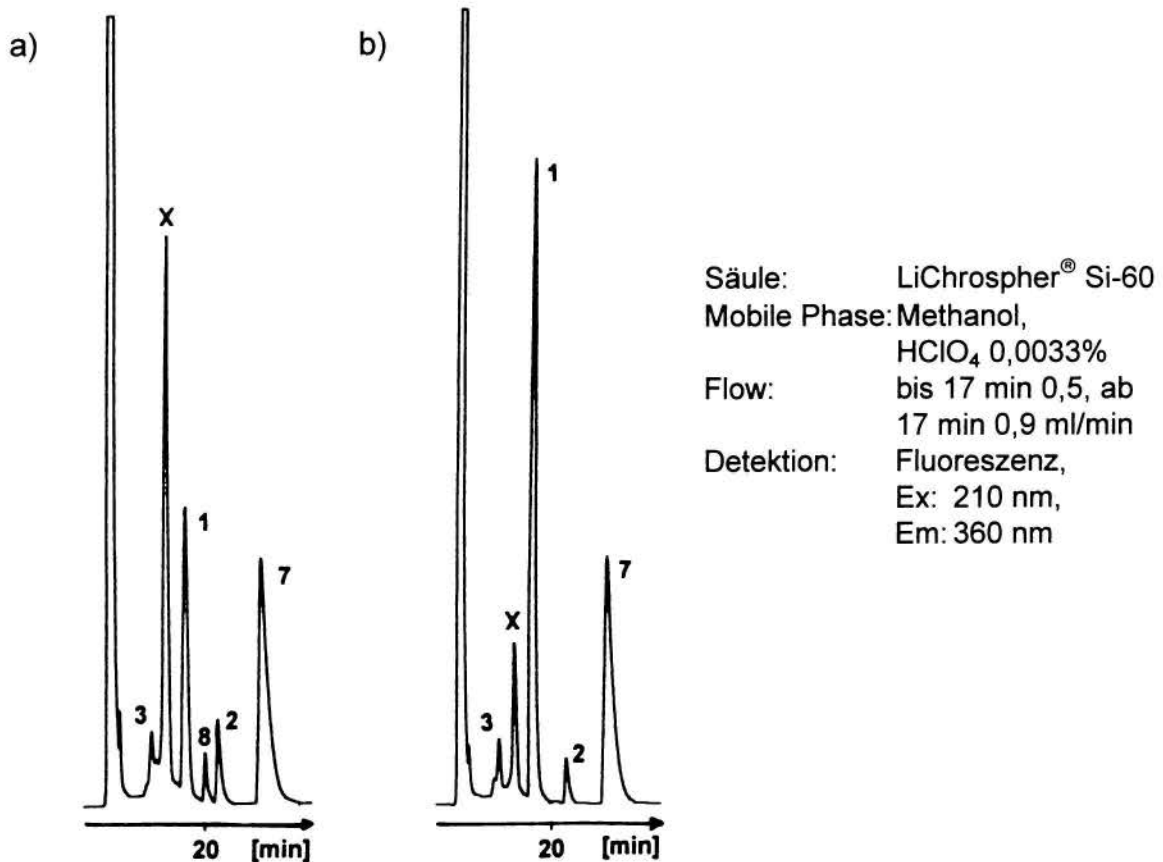 a)
X
1
3
8
2
7
20 [min]
b)
1
X
3
2
7
20 [min]
Säule: LiChrospher® Si-60
Mobile Phase: Methanol,
HClO₄ 0,0033%
Flow: bis 17 min 0,5, ab
17 min 0,9 ml/min
Detektion: Fluoreszenz,
Ex: 210 nm,
Em: 360 nm